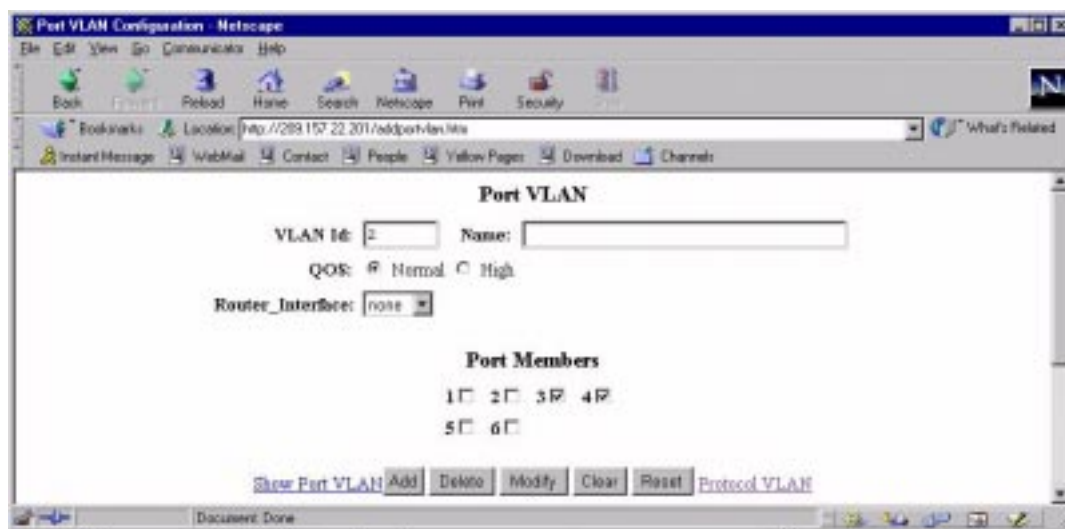 Port VLAN Configuration - Netscape
File Edit View Go Communicator Help
Back Forward Reload Home Search Netscape Print Security
Bookmarks Location: http://209.157.22.201/addportvlan.htm What's Related
Instant Message WebMail Contact People Yellow Pages Download Channels
Port VLAN
VLAN Id: 2 Name:
QOS: Normal High
Router_Interface: none
Port Members
1 2 3 4
5 6
Show Port VLAN Add Delete Modify Clear Reset Protocol VLAN
Document: Done